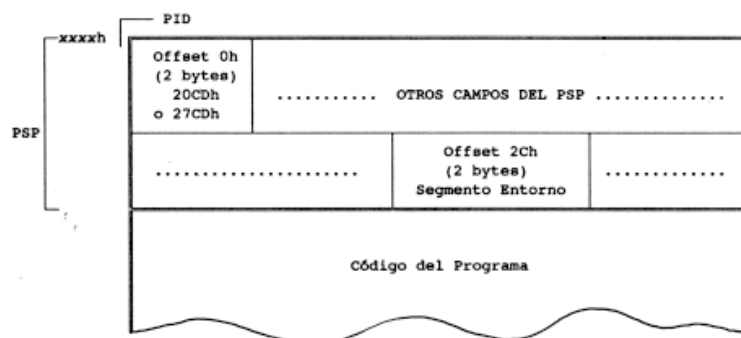 PID
xxxxh
Offset 0h
(2 bytes)
20CDh
o 27CDh
........... OTROS CAMPOS DEL PSP ..............
PSP
...................... Offset 2Ch .............
(2 bytes)
Segmento Entorno
Código del Programa